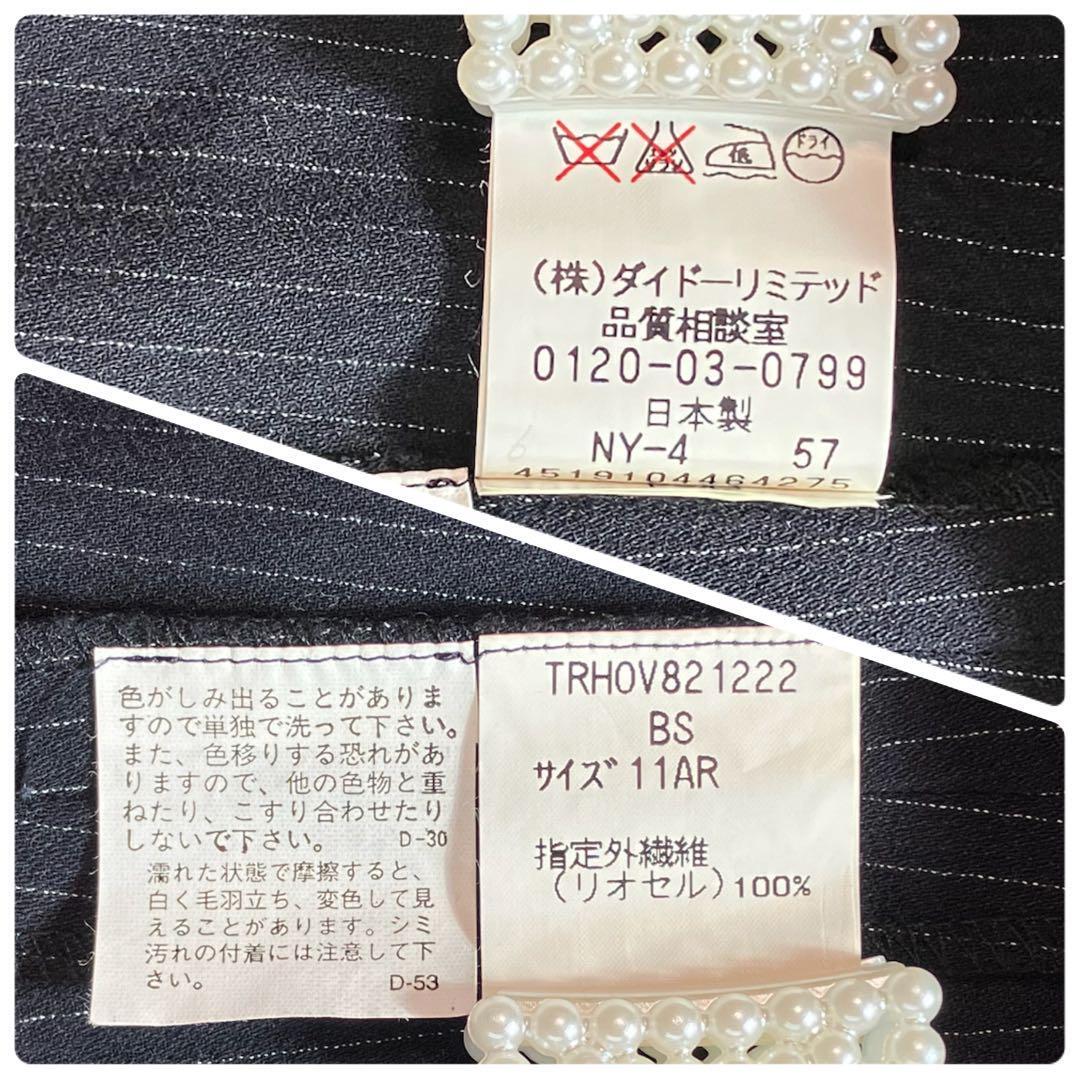 低 ドライ
(株)ダイドーリミテッド
品質相談室
0120-03-0799
日本製
NY-4 57
4519104464275
色がしみ出ることがありま
すので単独で洗って下さい。
また、色移りする恐れがあ
りますので、他の色物と重
ねたり、こすり合わせたり
しないで下さい。 D-30
濡れた状態で摩擦すると、
白く毛羽立ち、変色して見
えることがあります。シミ
汚れの付着には注意して下
さい。 D-53
TRHOV821222
BS
サイズ 11AR
指定外繊維
(リオセル)100%